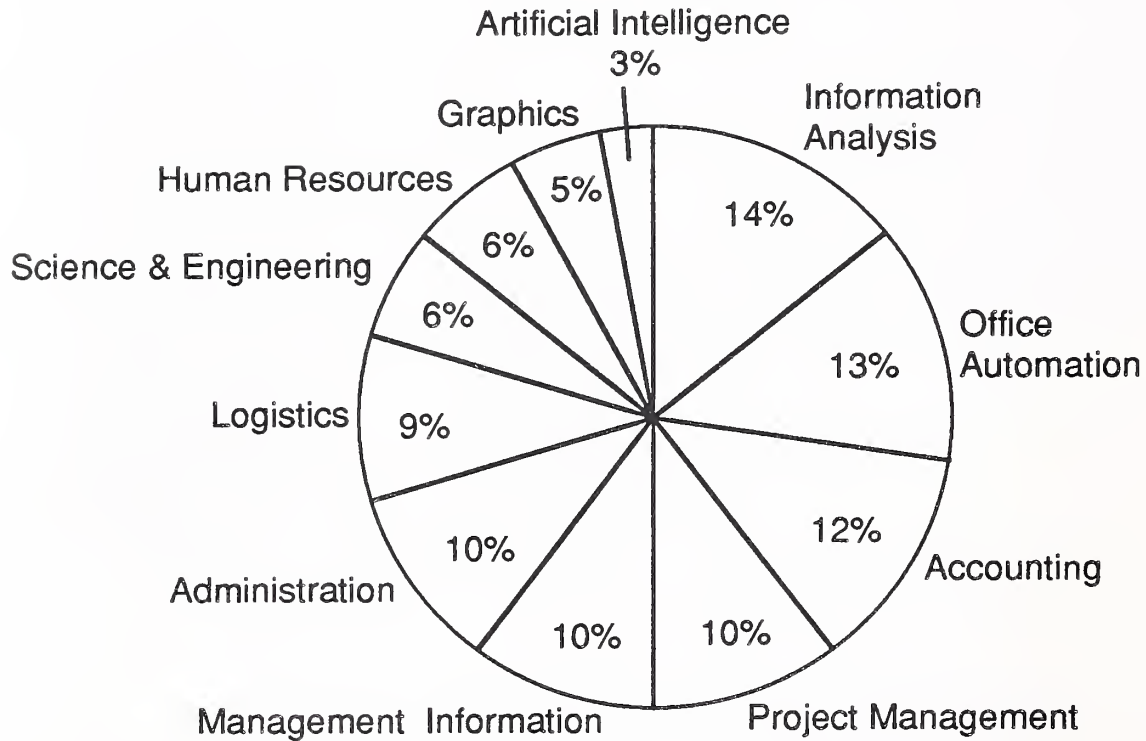 Artificial Intelligence
3%
Information
Analysis
14%
Office
Automation
13%
12%
Accounting
10%
Project Management
10%
Management Information
10%
Administration
9%
Logistics
6%
Science & Engineering
6%
Human Resources
5%
Graphics